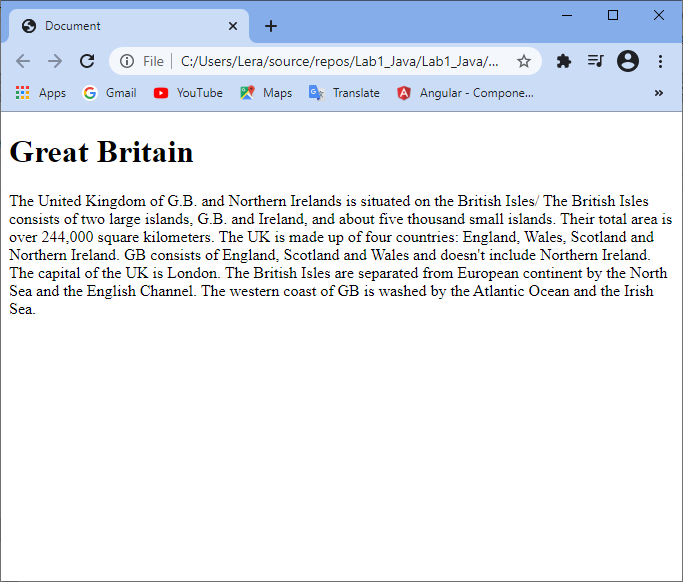 Document
File
C:/Users/Lera/source/repos/Lab1_Java/Lab1_Java/...
Apps
Gmail
YouTube
Maps
Translate
Angular - Compone...
Great Britain
The United Kingdom of G.B. and Northern Irelands is situated on the British Isles/ The British Isles
consists of two large islands, G.B. and Ireland, and about five thousand small islands. Their total area is
over 244,000 square kilometers. The UK is made up of four countries: England, Wales, Scotland and
Northern Ireland. GB consists of England, Scotland and Wales and doesn't include Northern Ireland.
The capital of the UK is London. The British Isles are separated from European continent by the North
Sea and the English Channel. The western coast of GB is washed by the Atlantic Ocean and the Irish
Sea.